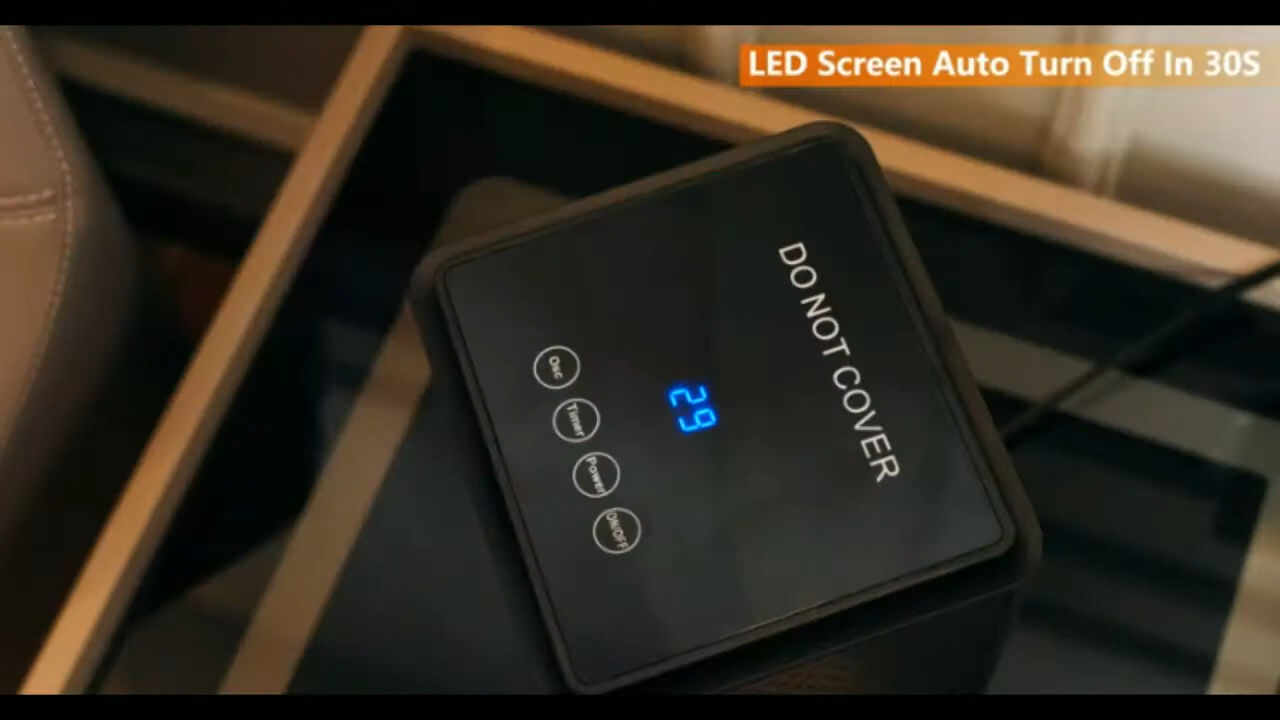 LED Screen Auto Turn Off In 30S
DO NOT COVER
29
Osc
Timer
Power
ON/OFF